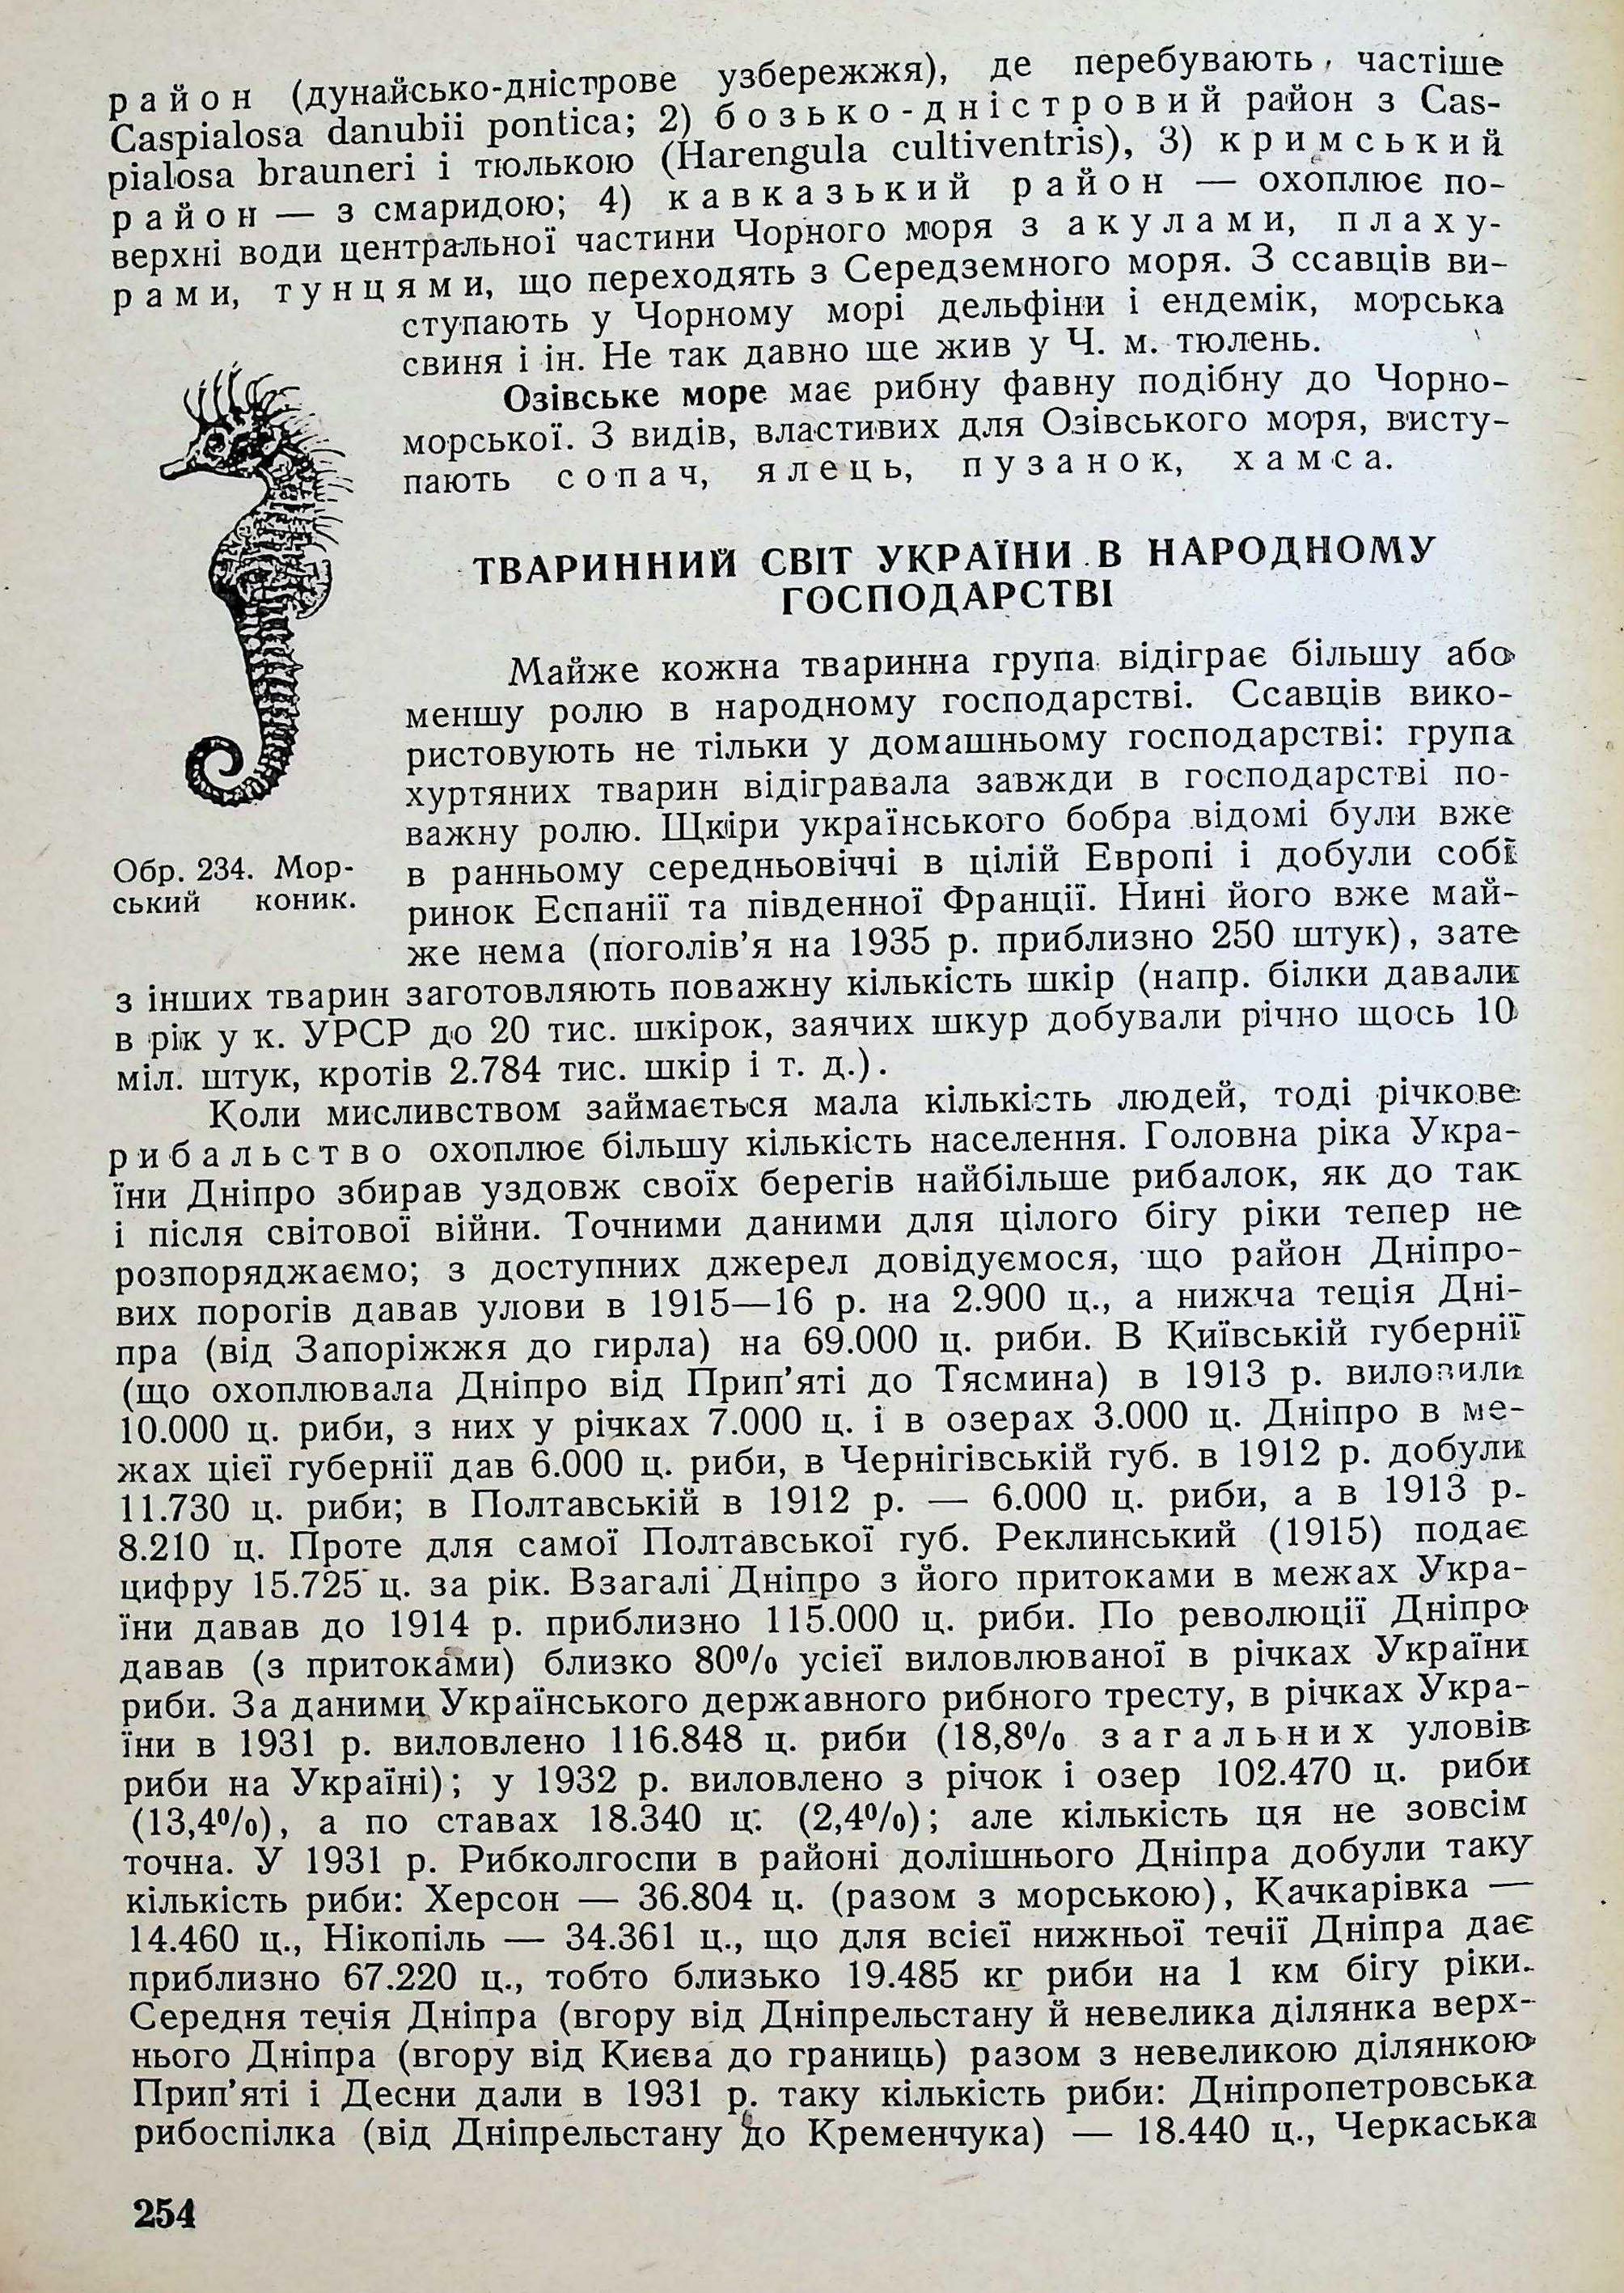 район (дунайсько-дністрове узбережжя), де перебувають частіше
Caspialosa danubii pontica; 2) бозько-дністровий район з Cas-
pialosa brauneri і тюлькою (Harengula cultiventris), 3) кримський
район — з смаридою; 4) кавказький район — охоплює по-
верхні води центральної частини Чорного моря з акулами, плаху-
рами, тунцями, що переходять з Середземного моря. З ссавців ви-
ступають у Чорному морі дельфіни і ендемік, морська
свиня і ін. Не так давно ще жив у Ч. м. тюлень.
Озівське море має рибну фавну подібну до Чорно-
морської. З видів, властивих для Озівського моря, висту-
пають сопач, ялець, пузанок, хамса.
ТВАРИННИЙ СВІТ УКРАЇНИ В НАРОДНОМУ
ГОСПОДАРСТВІ
Майже кожна тваринна група відіграє більшу або
меншу ролю в народному господарстві. Ссавців вико-
ристовують не тільки у домашньому господарстві: група
хуртяних тварин відігравала завжди в господарстві по-
важну ролю. Шкіри українського бобра відомі були вже
в ранньому середньовіччі в цілій Европі і добули собі
ринок Еспанії та південної Франції. Нині його вже май-
же нема (поголів’я на 1935 р. приблизно 250 штук), зате
Обр. 234. Мор-
ський коник.
з інших тварин заготовляють поважну кількість шкір (напр. білки давали
в рік у к. УРСР до 20 тис. шкірок, заячих шкур добували річно щось 10
міл. штук, кротів 2.784 тис. шкір і т. д.).
Коли мисливством займається мала кількість людей, тоді річкове
рибальство охоплює більшу кількість населення. Головна ріка Укра-
їни Дніпро збирав уздовж своїх берегів найбільше рибалок, як до так
і після світової війни. Точними даними для цілого бігу ріки тепер не
розпоряджаємо; з доступних джерел довідуємося, що район Дніпро-
вих порогів давав улови в 1915—16 р. на 2.900 ц., а нижча теція Дні-
пра (від Запоріжжя до гирла) на 69.000 ц. риби. В Київській губернії
(що охоплювала Дніпро від Прип’яті до Тясмина) в 1913 р. виловили
10.000 ц. риби, з них у річках 7.000 ц. і в озерах 3.000 ц. Дніпро в ме-
жах цієї губернії дав 6.000 ц. риби, в Чернігівській губ. в 1912 р. добули
11.730 ц. риби; в Полтавській в 1912 р. — 6.000 ц. риби, а в 1913 р.
8.210 ц. Проте для самої Полтавської губ. Реклинський (1915) подає
цифру 15.725 ц. за рік. Взагалі Дніпро з його притоками в межах Укра-
їни давав до 1914 р. приблизно 115.000 ц. риби. По революції Дніпро
давав (з притоками) близко 80% усієї виловлюваної в річках України
риби. За даними Українського державного рибного тресту, в річках Укра-
їни в 1931 р. виловлено 116.848 ц. риби (18,8% загальних уловів
риби на Україні); у 1932 р. виловлено з річок і озер 102.470 ц. риби
(13,4%), а по ставах 18.340 ц. (2,4%); але кількість ця не зовсім
точна. У 1931 р. Рибколгоспи в районі долішнього Дніпра добули таку
кількість риби: Херсон — 36.804 ц. (разом з морською), Качкарівка —
14.460 ц., Нікопіль — 34.361 ц., що для всієї нижньої течії Дніпра дає
приблизно 67.220 ц., тобто близько 19.485 кг риби на 1 км бігу ріки.
Середня течія Дніпра (вгору від Дніпрельстану й невелика ділянка верх-
нього Дніпра (вгору від Києва до границь) разом з невеликою ділянкою
Прип’яті і Десни дали в 1931 р. таку кількість риби: Дніпропетровська
рибоспілка (від Дніпрельстану до Кременчука) — 18.440 ц., Черкаська
254